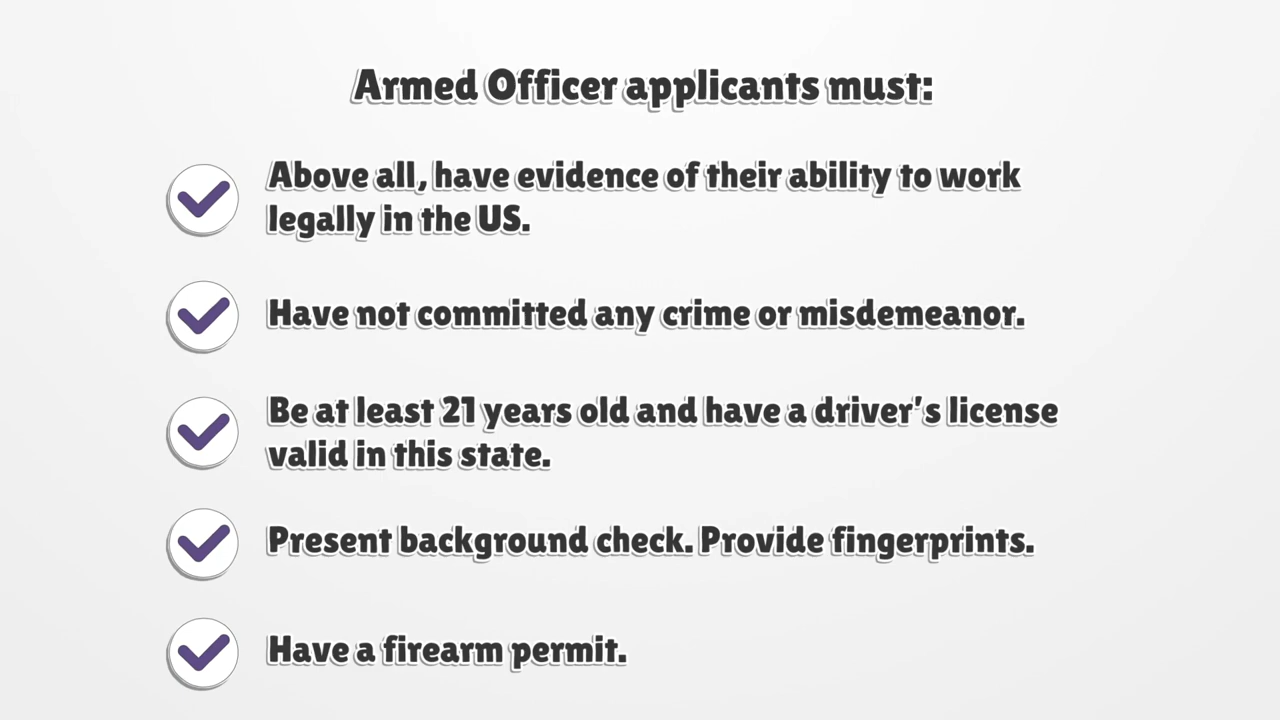 Armed Officer applicants must:
Above all, have evidence of their ability to work
legally in the US.
Have not committed any crime or misdemeanor.
Be at least 21 years old and have a driver's license
valid in this state.
Present background check. Provide fingerprints.
Have a firearm permit.